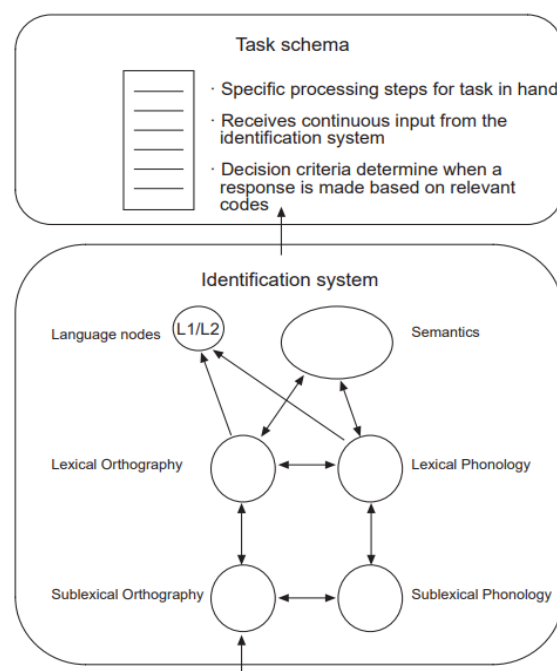 Task schema
· Specific processing steps for task in hand
· Receives continuous input from the
identification system
· Decision criteria determine when a
response is made based on relevant
codes
Identification system
Language nodes
L1/L2
Semantics
Lexical Orthography
Lexical Phonology
Sublexical Orthography
Sublexical Phonology